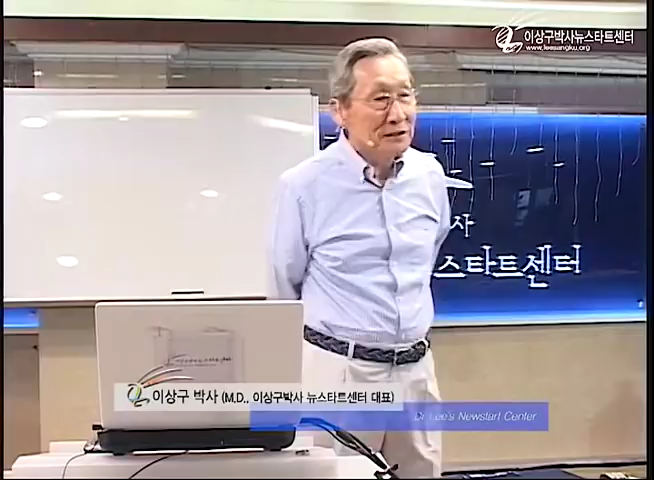 이상구박사뉴스타트센터
www.leesangku.org
사
스타트센터
이상구 박사 (M.D., 이상구박사 뉴스타트센터 대표)
Dr. Lee's Newstart Center